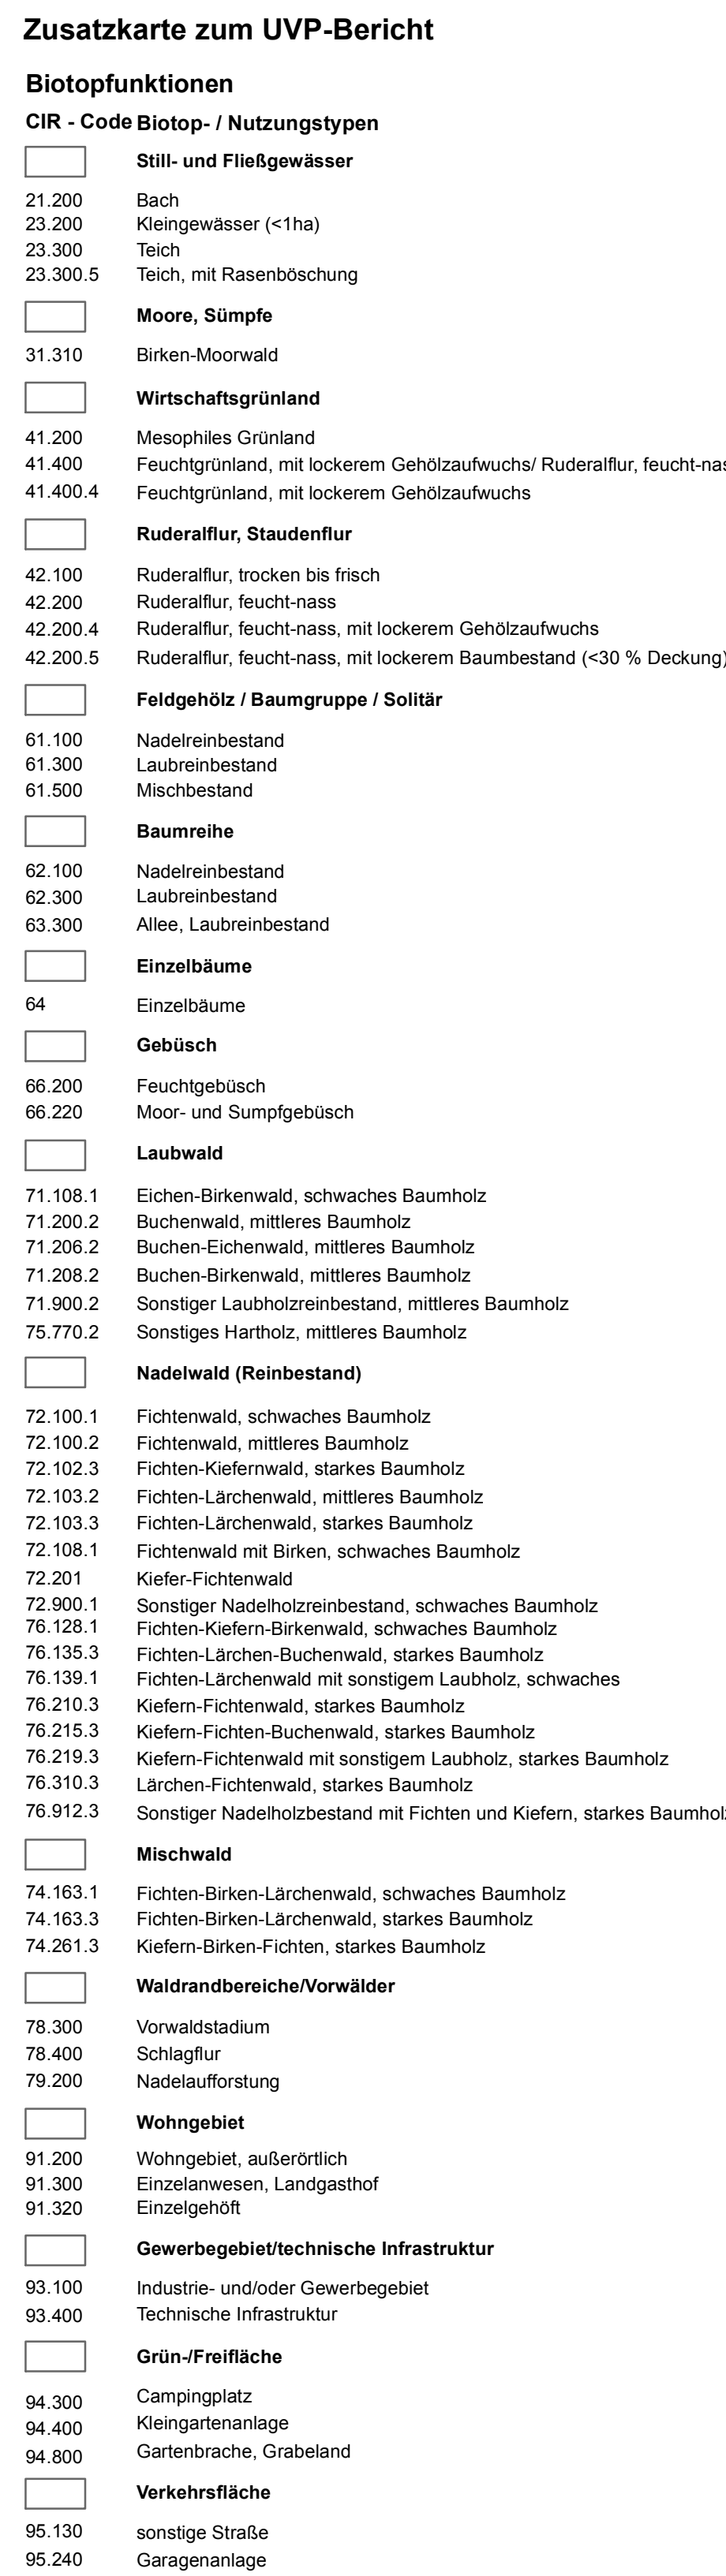 Zusatzkarte zum UVP-Bericht
Biotopfunktionen
CIR - Code Biotop- / Nutzungstypen
Still- und Fließgewässer
21.200 Bach
23.200 Kleingewässer (<1ha)
23.300 Teich
23.300.5 Teich, mit Rasenböschung
Moore, Sümpfe
31.310 Birken-Moorwald
Wirtschaftsgrünland
41.200 Mesophiles Grünland
41.400 Feuchtgrünland, mit lockerem Gehölzaufwuchs/ Ruderalflur, feucht-nas
41.400.4 Feuchtgrünland, mit lockerem Gehölzaufwuchs
Ruderalflur, Staudenflur
42.100 Ruderalflur, trocken bis frisch
42.200 Ruderalflur, feucht-nass
42.200.4 Ruderalflur, feucht-nass, mit lockerem Gehölzaufwuchs
42.200.5 Ruderalflur, feucht-nass, mit lockerem Baumbestand (<30 % Deckung)
Feldgehölz / Baumgruppe / Solitär
61.100 Nadelreinbestand
61.300 Laubreinbestand
61.500 Mischbestand
Baumreihe
62.100 Nadelreinbestand
62.300 Laubreinbestand
63.300 Allee, Laubreinbestand
Einzelbäume
64 Einzelbäume
Gebüsch
66.200 Feuchtgebüsch
66.220 Moor- und Sumpfgebüsch
Laubwald
71.108.1 Eichen-Birkenwald, schwaches Baumholz
71.200.2 Buchenwald, mittleres Baumholz
71.206.2 Buchen-Eichenwald, mittleres Baumholz
71.208.2 Buchen-Birkenwald, mittleres Baumholz
71.900.2 Sonstiger Laubholzreinbestand, mittleres Baumholz
75.770.2 Sonstiges Hartholz, mittleres Baumholz
Nadelwald (Reinbestand)
72.100.1 Fichtenwald, schwaches Baumholz
72.100.2 Fichtenwald, mittleres Baumholz
72.102.3 Fichten-Kiefernwald, starkes Baumholz
72.103.2 Fichten-Lärchenwald, mittleres Baumholz
72.103.3 Fichten-Lärchenwald, starkes Baumholz
72.108.1 Fichtenwald mit Birken, schwaches Baumholz
72.201 Kiefer-Fichtenwald
72.900.1 Sonstiger Nadelholzreinbestand, schwaches Baumholz
76.128.1 Fichten-Kiefern-Birkenwald, schwaches Baumholz
76.135.3 Fichten-Lärchen-Buchenwald, starkes Baumholz
76.139.1 Fichten-Lärchenwald mit sonstigem Laubholz, schwaches
76.210.3 Kiefern-Fichtenwald, starkes Baumholz
76.215.3 Kiefern-Fichten-Buchenwald, starkes Baumholz
76.219.3 Kiefern-Fichtenwald mit sonstigem Laubholz, starkes Baumholz
76.310.3 Lärchen-Fichtenwald, starkes Baumholz
76.912.3 Sonstiger Nadelholzbestand mit Fichten und Kiefern, starkes Baumholz
Mischwald
74.163.1 Fichten-Birken-Lärchenwald, schwaches Baumholz
74.163.3 Fichten-Birken-Lärchenwald, starkes Baumholz
74.261.3 Kiefern-Birken-Fichten, starkes Baumholz
Waldrandbereiche/Vorwälder
78.300 Vorwaldstadium
78.400 Schlagflur
79.200 Nadelaufforstung
Wohngebiet
91.200 Wohngebiet, außerörtlich
91.300 Einzelanwesen, Landgasthof
91.320 Einzelgehöft
Gewerbegebiet/technische Infrastruktur
93.100 Industrie- und/oder Gewerbegebiet
93.400 Technische Infrastruktur
Grün-/Freifläche
94.300 Campingplatz
94.400 Kleingartenanlage
94.800 Gartenbrache, Grabeland
Verkehrsfläche
95.130 sonstige Straße
95.240 Garagenanlage